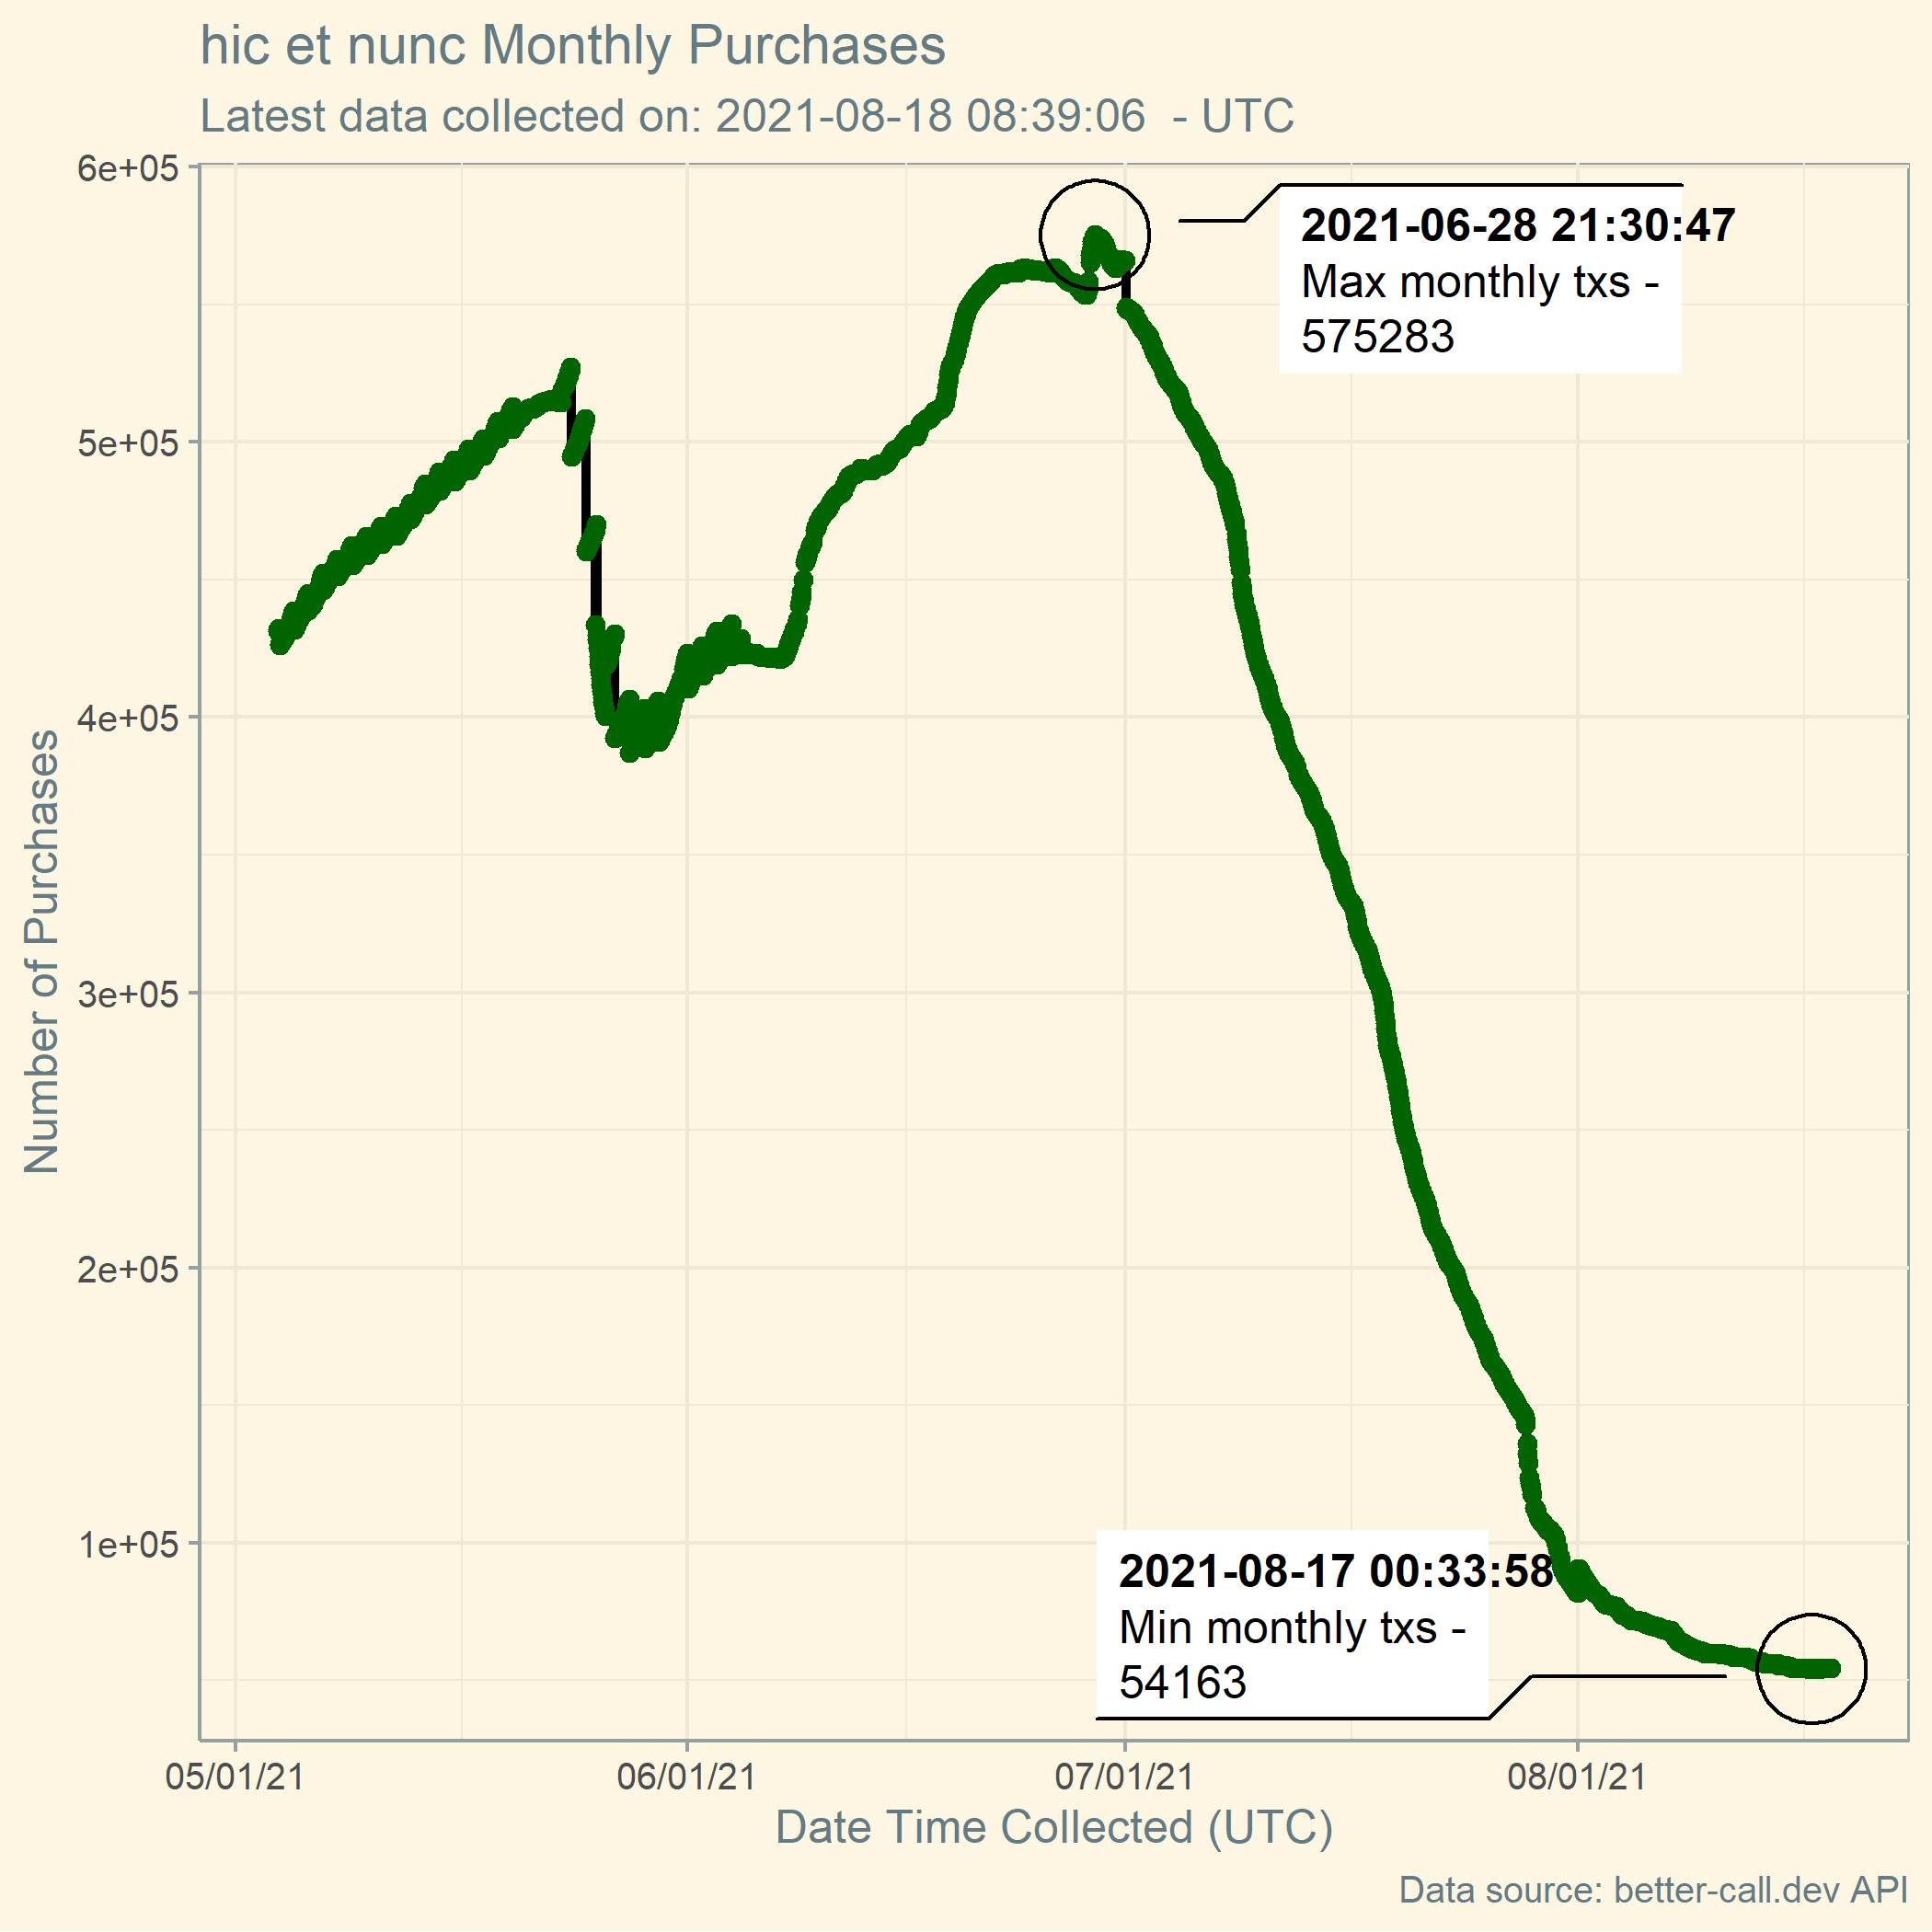 hic et nunc Monthly Purchases
Latest data collected on: 2021-08-18 08:39:06  - UTC
6e+05
5e+05
4e+05
3e+05
2e+05
1e+05
Number of Purchases
2021-06-28 21:30:47
Max monthly txs -
575283
2021-08-17 00:33:58
Min monthly txs -
54163
05/01/21 06/01/21 07/01/21 08/01/21
Date Time Collected (UTC)
Data source: better-call.dev API